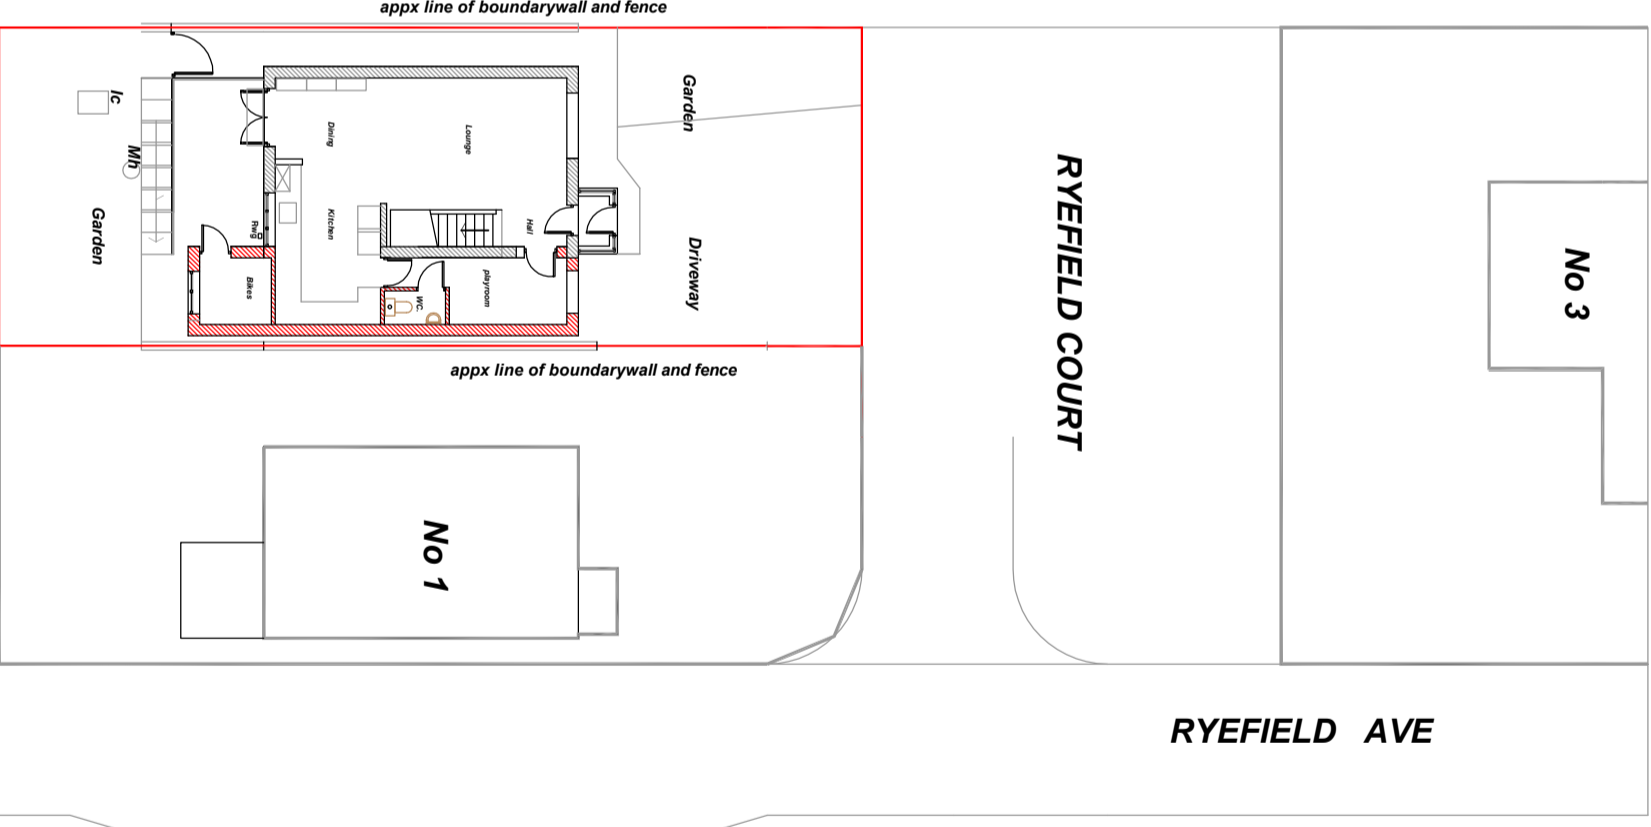 appx line of boundarywall and fence
Ic
Mh
Garden
Dining
Lounge
Kitchen
Rwg
Hall
Bikes
WC.
playroom
Garden
Driveway
appx line of boundarywall and fence
RYEFIELD COURT
No 3
No 1
RYEFIELD AVE